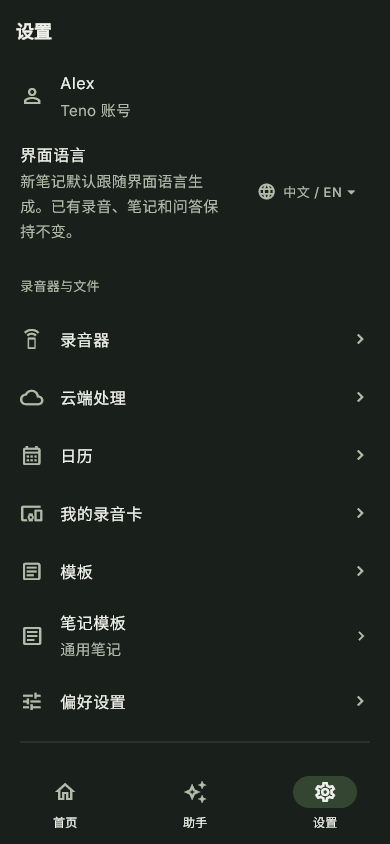 设置
Alex
Teno 账号
界面语言
新笔记默认跟随界面语言生
成。已有录音、笔记和问答保
持不变。
中文 / EN
录音器与文件
录音器
云端处理
日历
我的录音卡
模板
笔记模板
通用笔记
偏好设置
首页
助手
设置